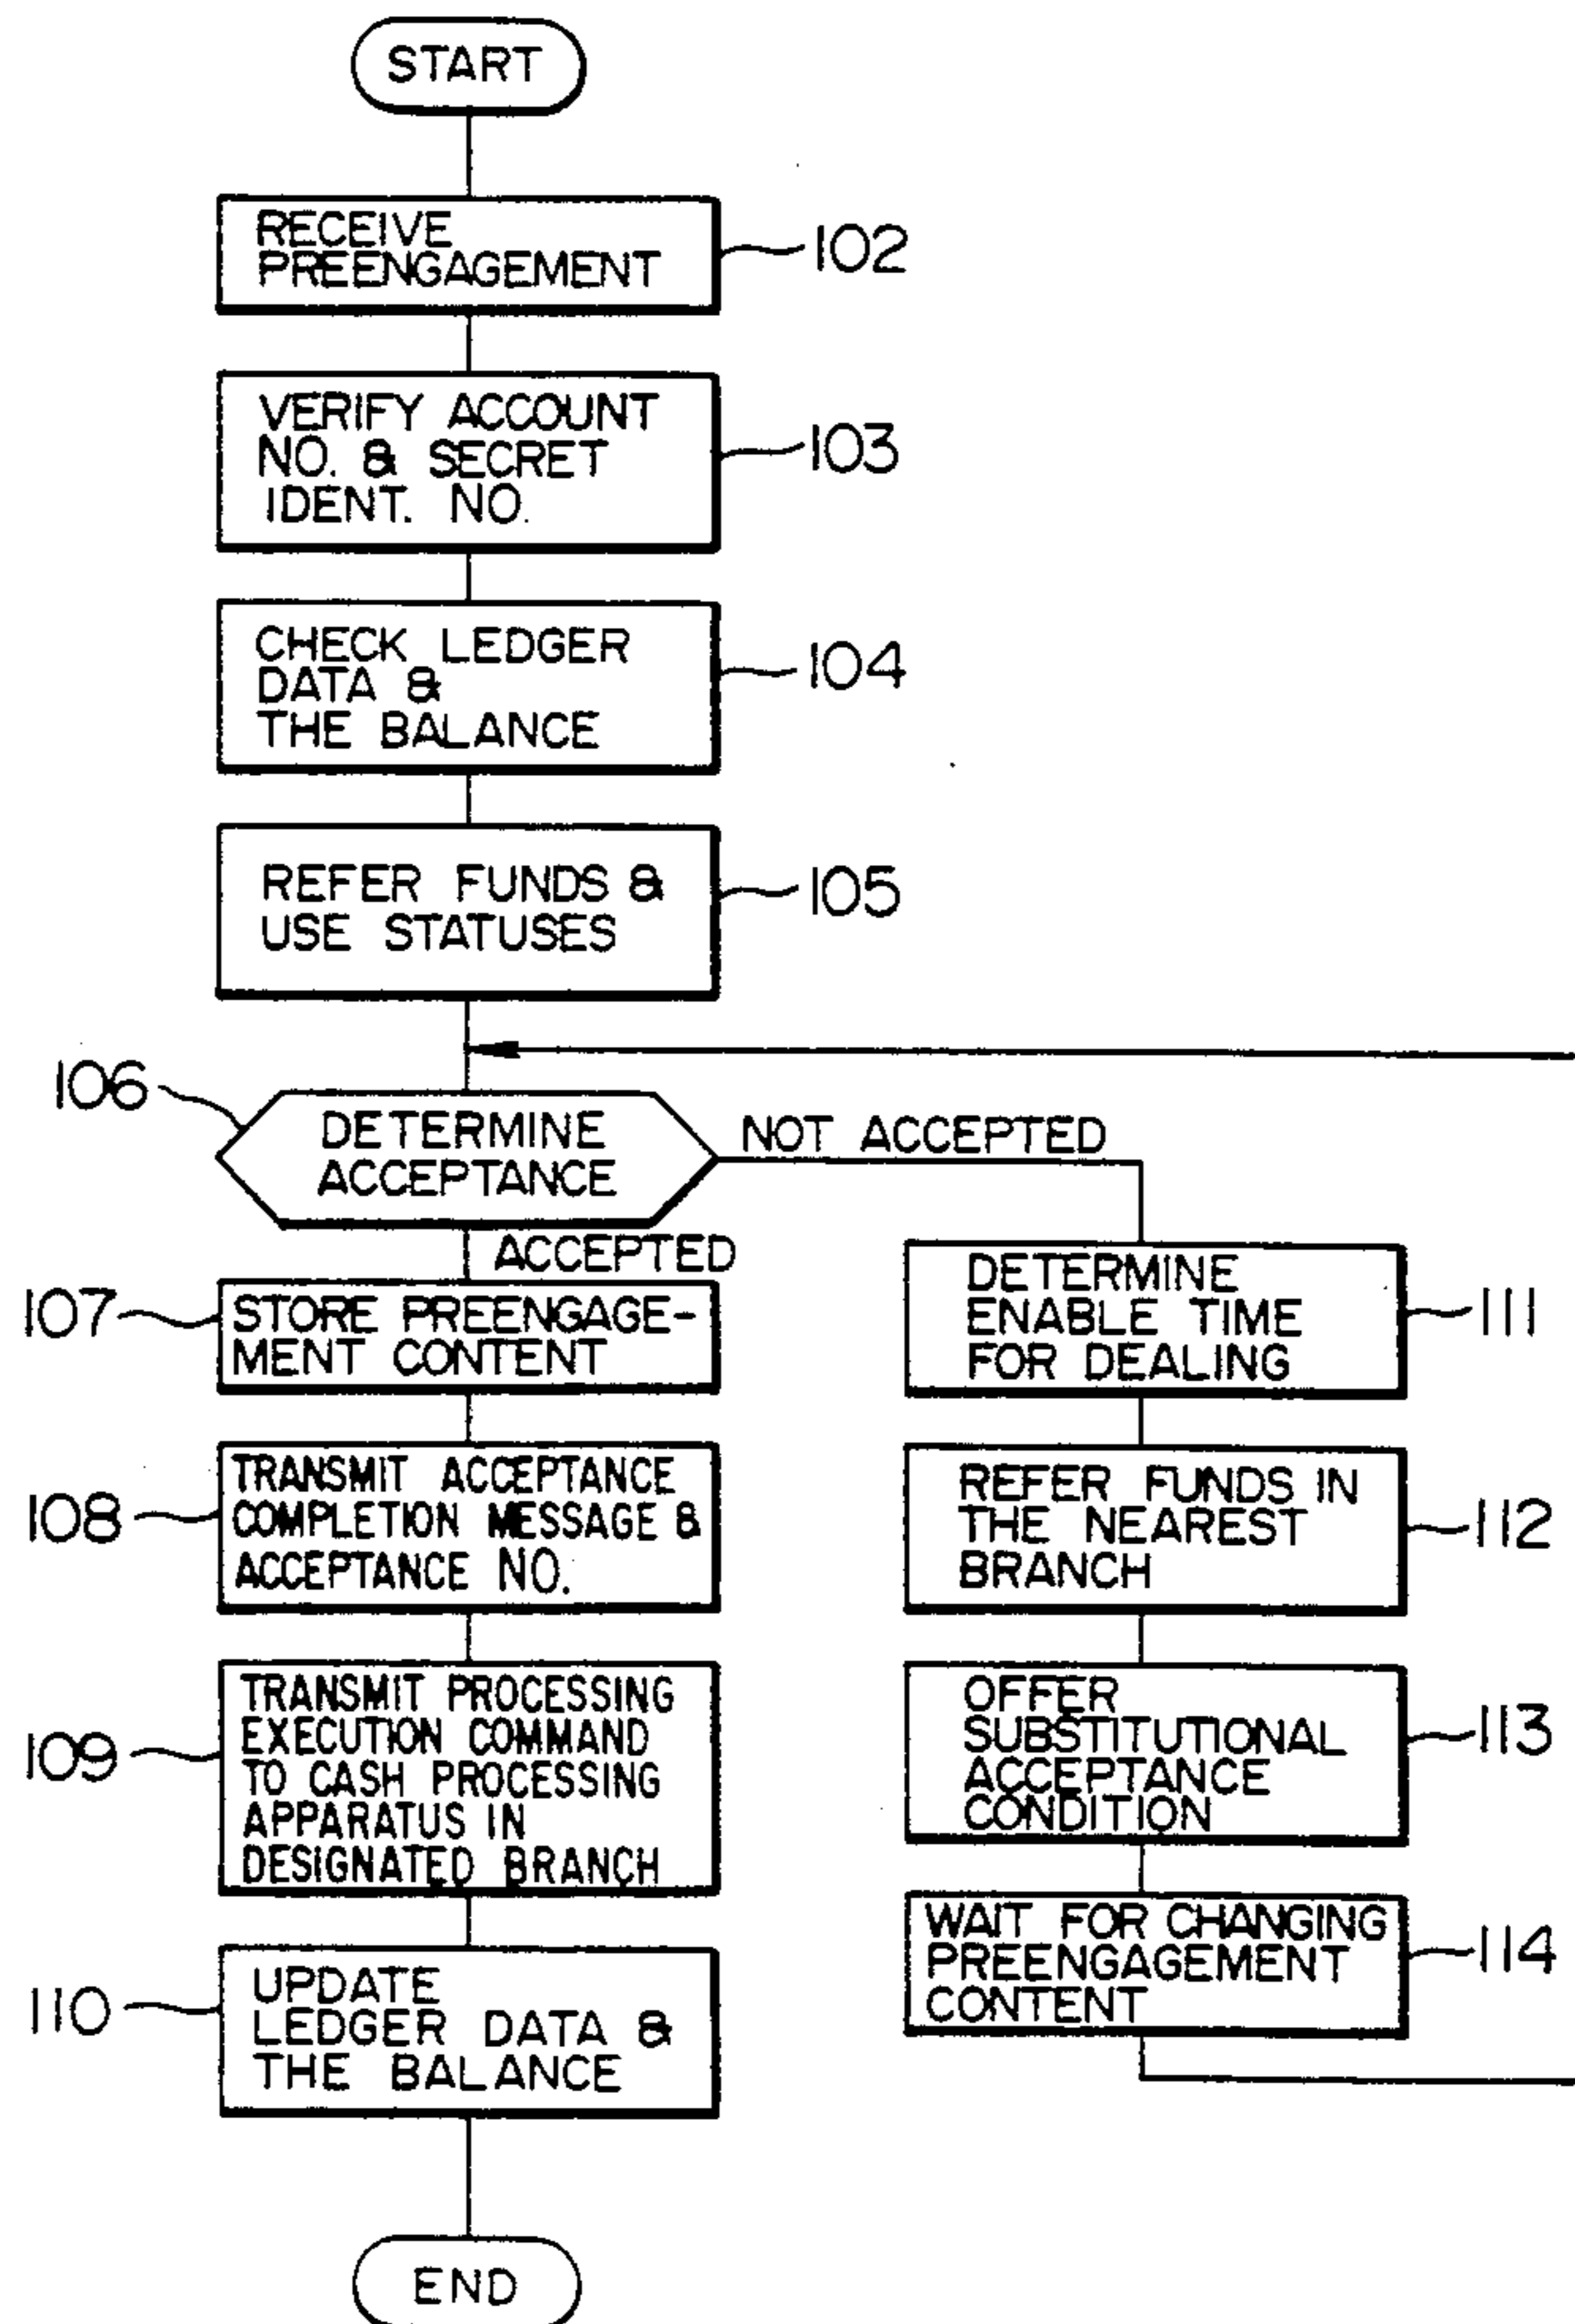 START
RECEIVE
PREENGAGEMENT
102
VERIFY ACCOUNT
NO. & SECRET
IDENT. NO.
103
CHECK LEDGER
DATA &
THE BALANCE
104
REFER FUNDS &
USE STATUSES
105
106
DETERMINE
ACCEPTANCE
NOT ACCEPTED
ACCEPTED
107
STORE PREENGAGE-
MENT CONTENT
108
TRANSMIT ACCEPTANCE
COMPLETION MESSAGE &
ACCEPTANCE NO.
109
TRANSMIT PROCESSING
EXECUTION COMMAND
TO CASH PROCESSING
APPARATUS IN
DESIGNATED BRANCH
110
UPDATE
LEDGER DATA &
THE BALANCE
END
DETERMINE
ENABLE TIME
FOR DEALING
111
REFER FUNDS IN
THE NEAREST
BRANCH
112
OFFER
SUBSTITUTIONAL
ACCEPTANCE
CONDITION
113
WAIT FOR CHANGING
PREENGAGEMENT
CONTENT
114